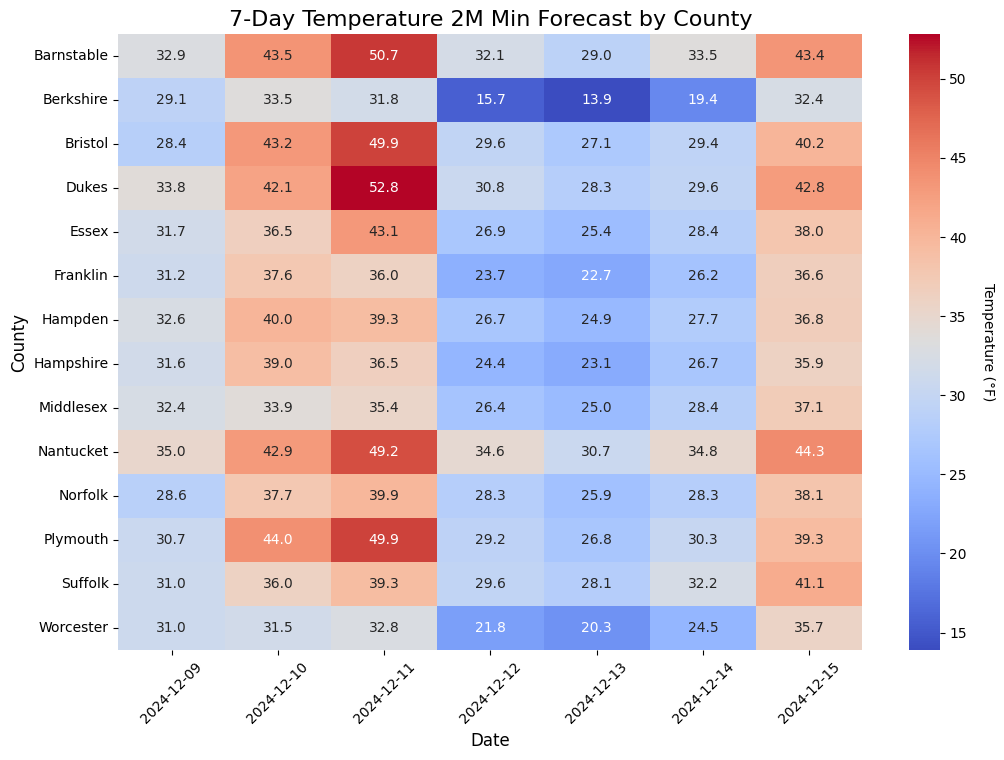 7-Day Temperature 2M Min Forecast by County
Barnstable 32.9 43.5 50.7 32.1 29.0 33.5 43.4
Berkshire 29.1 33.5 31.8 15.7 13.9 19.4 32.4
Bristol 28.4 43.2 49.9 29.6 27.1 29.4 40.2
Dukes 33.8 42.1 52.8 30.8 28.3 29.6 42.8
Essex 31.7 36.5 43.1 26.9 25.4 28.4 38.0
Franklin 31.2 37.6 36.0 23.7 22.7 26.2 36.6
Hampden 32.6 40.0 39.3 26.7 24.9 27.7 36.8
Hampshire 31.6 39.0 36.5 24.4 23.1 26.7 35.9
Middlesex 32.4 33.9 35.4 26.4 25.0 28.4 37.1
Nantucket 35.0 42.9 49.2 34.6 30.7 34.8 44.3
Norfolk 28.6 37.7 39.9 28.3 25.9 28.3 38.1
Plymouth 30.7 44.0 49.9 29.2 26.8 30.3 39.3
Suffolk 31.0 36.0 39.3 29.6 28.1 32.2 41.1
Worcester 31.0 31.5 32.8 21.8 20.3 24.5 35.7
County
2024-12-09 2024-12-10 2024-12-11 2024-12-12 2024-12-13 2024-12-14 2024-12-15
Date
50
45
40
35
30
25
20
15
Temperature (°F)